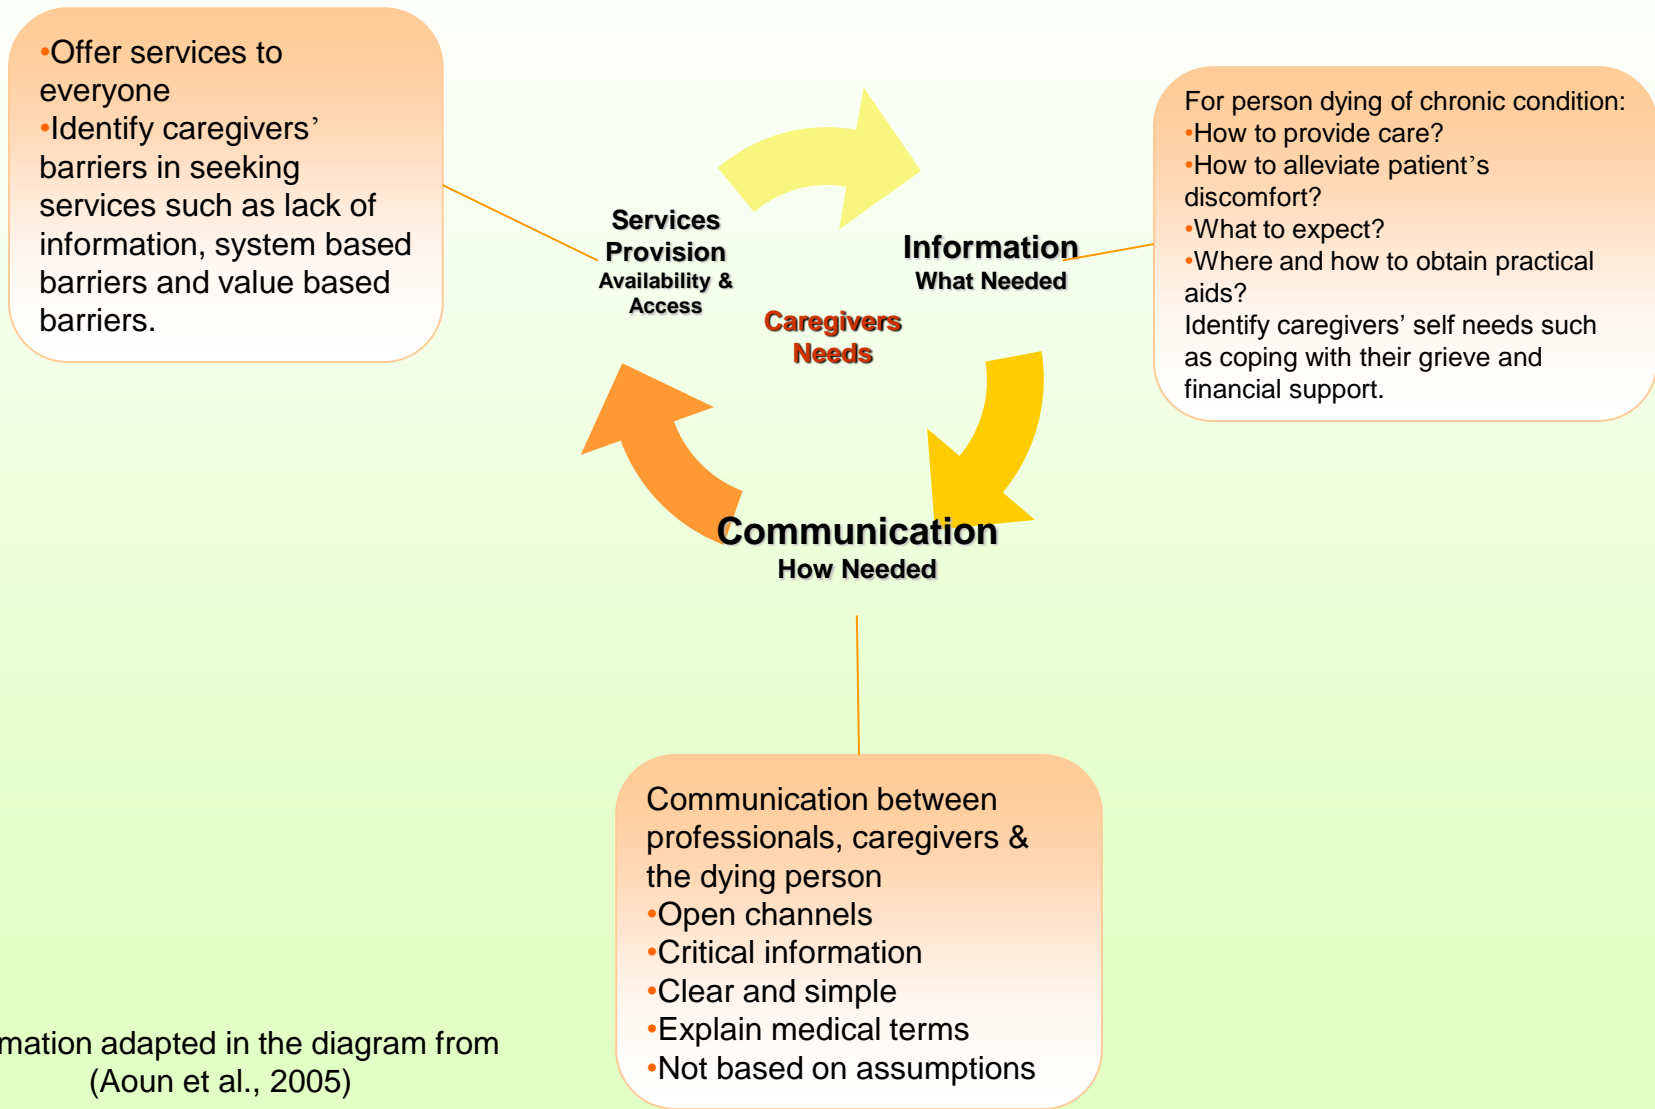 •Offer services to
everyone
•Identify caregivers’
barriers in seeking
services such as lack of
information, system based
barriers and value based
barriers.
Services
Provision
Availability &
Access
Information
What Needed
Caregivers
Needs
For person dying of chronic condition:
•How to provide care?
•How to alleviate patient’s
discomfort?
•What to expect?
•Where and how to obtain practical
aids?
Identify caregivers’ self needs such
as coping with their grieve and
financial support.
Communication
How Needed
Communication between
professionals, caregivers &
the dying person
•Open channels
•Critical information
•Clear and simple
•Explain medical terms
•Not based on assumptions
mation adapted in the diagram from
(Aoun et al., 2005)